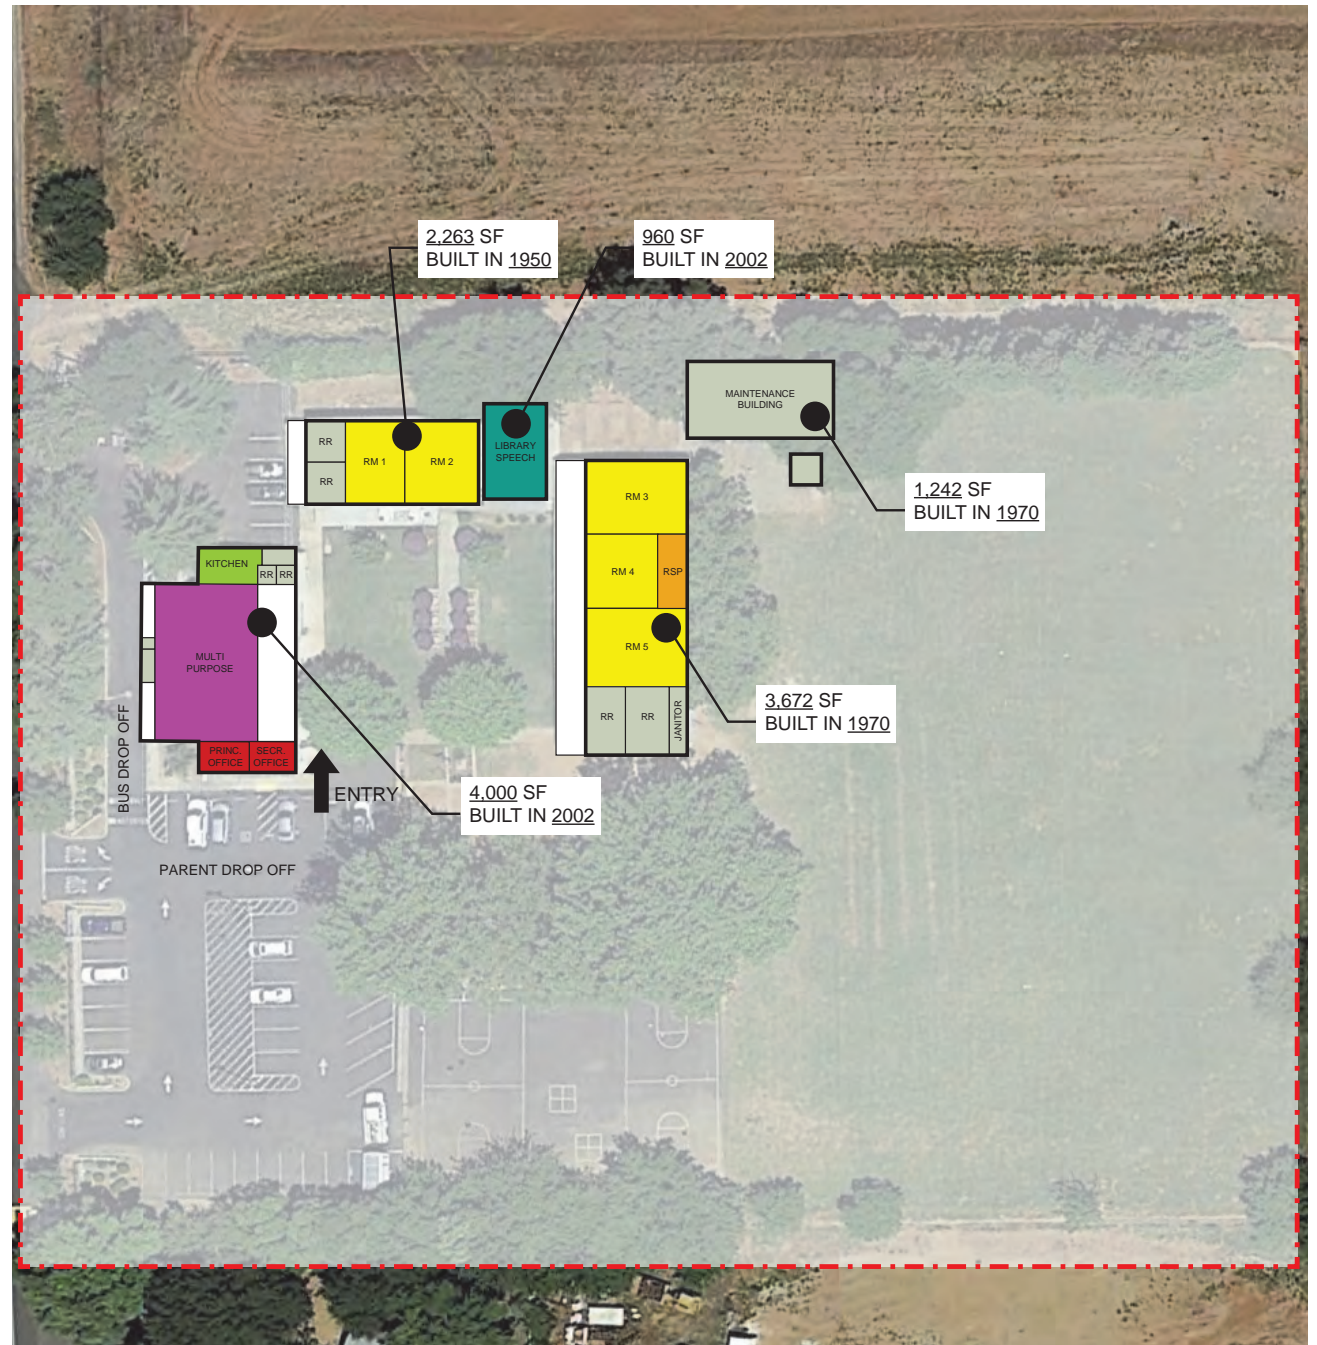 2,263 SF
BUILT IN 1950
960 SF
BUILT IN 2002
MAINTENANCE
BUILDING
RR
RM 1
RM 2
RR
LIBRARY
SPEECH
1,242 SF
BUILT IN 1970
RM 3
KITCHEN
RR
RR
RM 4
RSP
MULTI
PURPOSE
RM 5
3,672 SF
BUILT IN 1970
RR
RR
JANITOR
BUS DROP OFF
PRINC.
OFFICE
SECR.
OFFICE
ENTRY
4,000 SF
BUILT IN 2002
PARENT DROP OFF